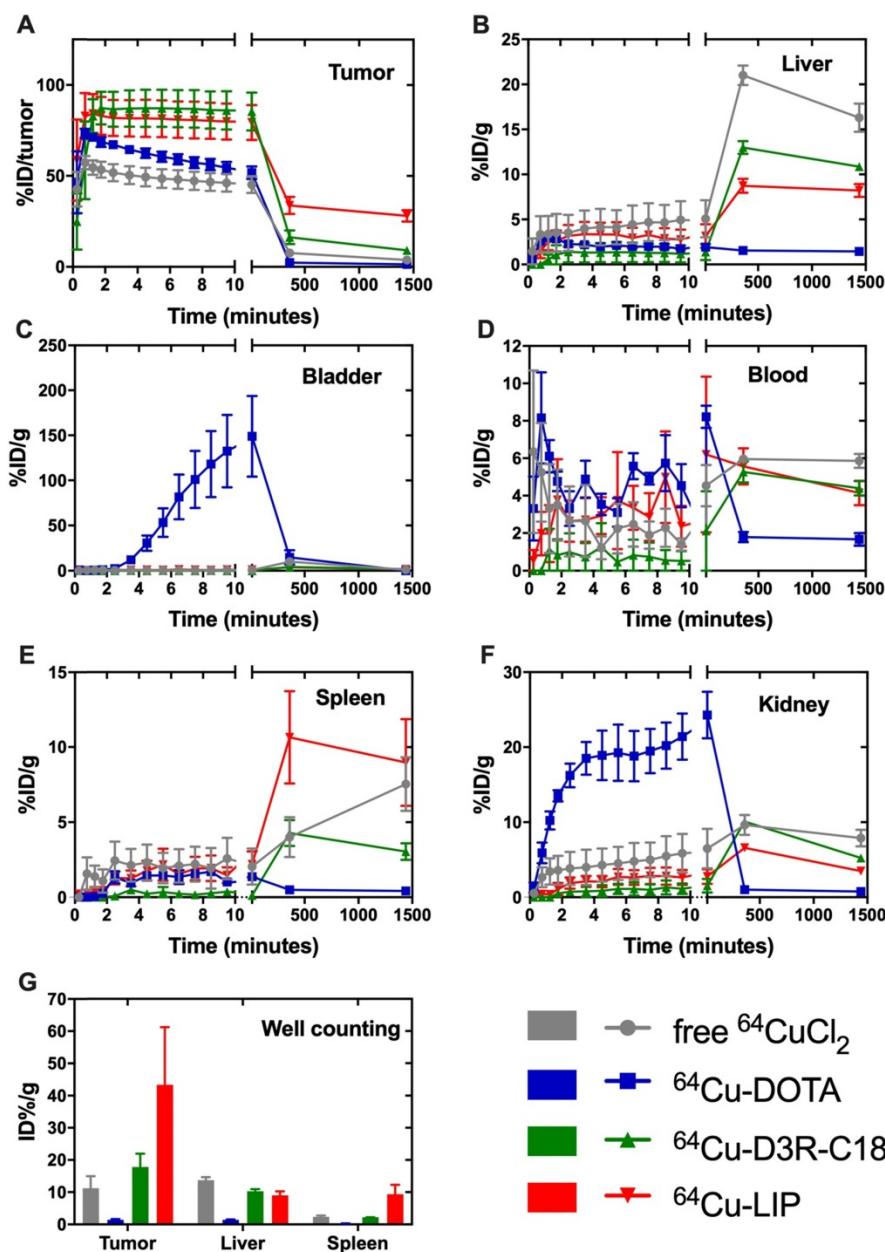 A
Tumor
%ID/tumor
100
50
0
0 2 4 6 8 10 500 1000 1500
Time (minutes)
B
Liver
%ID/g
25
20
15
10
5
0
0 2 4 6 8 10 500 1000 1500
Time (minutes)
C
Bladder
%ID/g
250
200
150
100
50
0
0 2 4 6 8 10 500 1000 1500
Time (minutes)
D
Blood
%ID/g
12
10
8
6
4
2
0
0 2 4 6 8 10 500 1000 1500
Time (minutes)
E
Spleen
%ID/g
15
10
5
0
0 2 4 6 8 10 500 1000 1500
Time (minutes)
F
Kidney
%ID/g
30
20
10
0
0 2 4 6 8 10 500 1000 1500
Time (minutes)
G
Well counting
ID%/g
70
60
50
40
30
20
10
0
Tumor Liver Spleen
free ⁶⁴CuCl₂
⁶⁴Cu-DOTA
⁶⁴Cu-D3R-C18
⁶⁴Cu-LIP